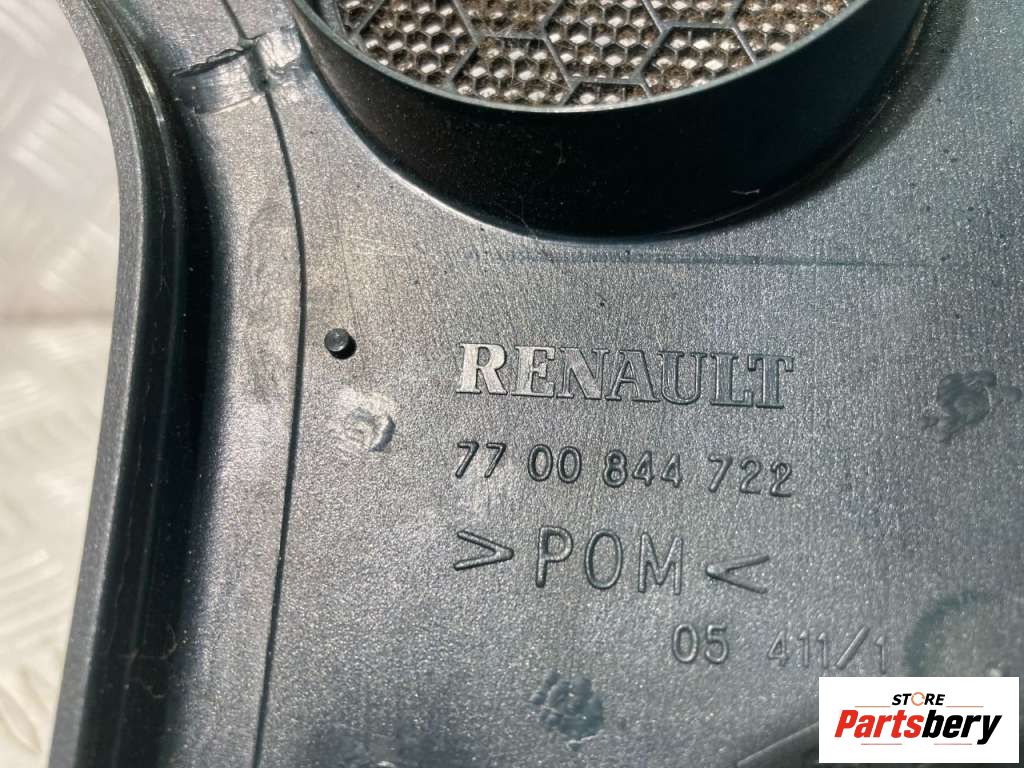 RENAULT
77 00 844 722
>POM<
05 411/1
STORE
Partsbery